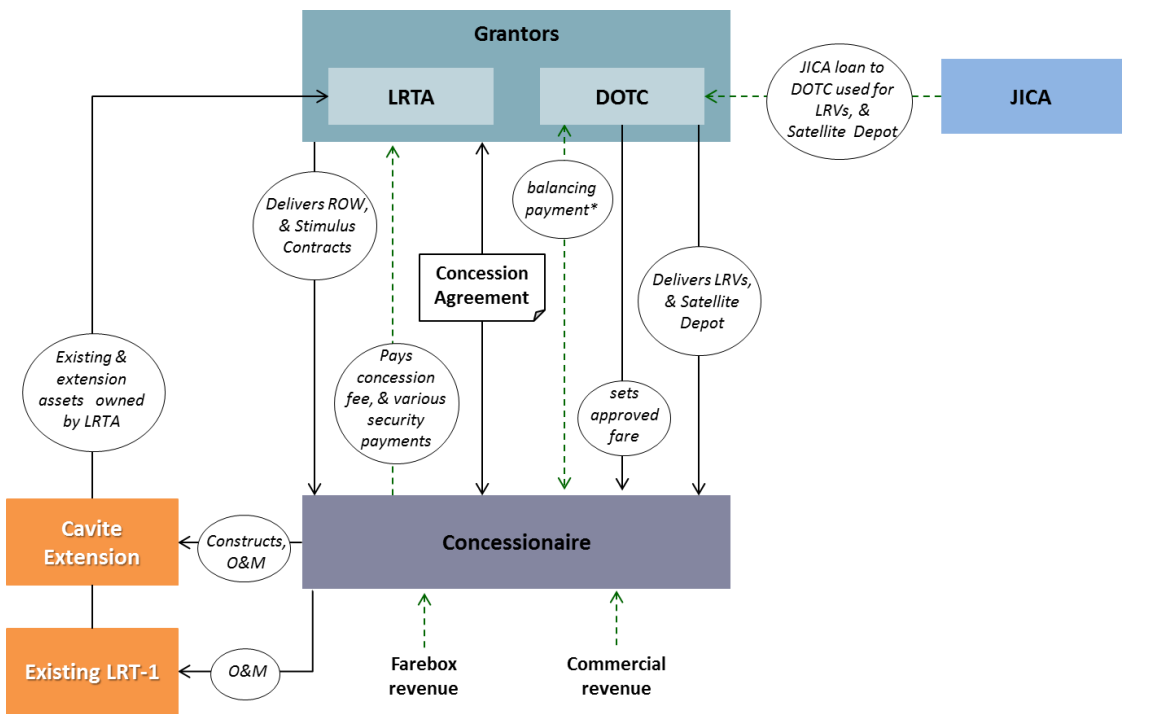 Grantors
LRTA
DOTC
JICA loan to
DOTC used for
LRVs, &
Satellite Depot
JICA
Delivers ROW,
& Stimulus
Contracts
balancing
payment*
Concession
Agreement
Delivers LRVs,
& Satellite
Depot
Existing &
extension
assets owned
by LRTA
Pays
concession
fee, & various
security
payments
sets
approved
fare
Cavite
Extension
Constructs,
O&M
Concessionaire
Existing LRT-1
O&M
Farebox
revenue
Commercial
revenue